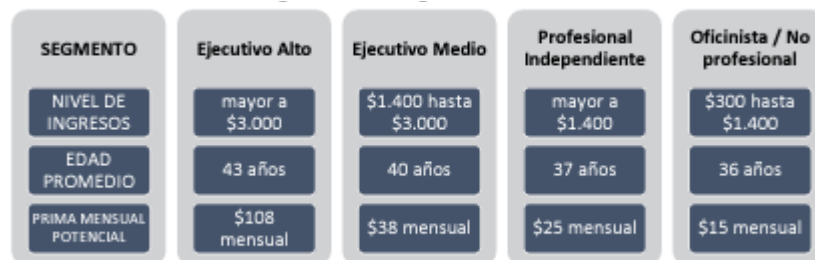 SEGMENTO
Ejecutivo Alto
Ejecutivo Medio
Profesional
Independiente
Oficinista / No
profesional
NIVEL DE
INGRESOS
mayor a
$3.000
$1.400 hasta
$3.000
mayor a
$1.400
$300 hasta
$1.400
EDAD
PROMEDIO
43 años
40 años
37 años
36 años
PRIMA MENSUAL
POTENCIAL
$108
mensual
$38 mensual
$25 mensual
$15 mensual